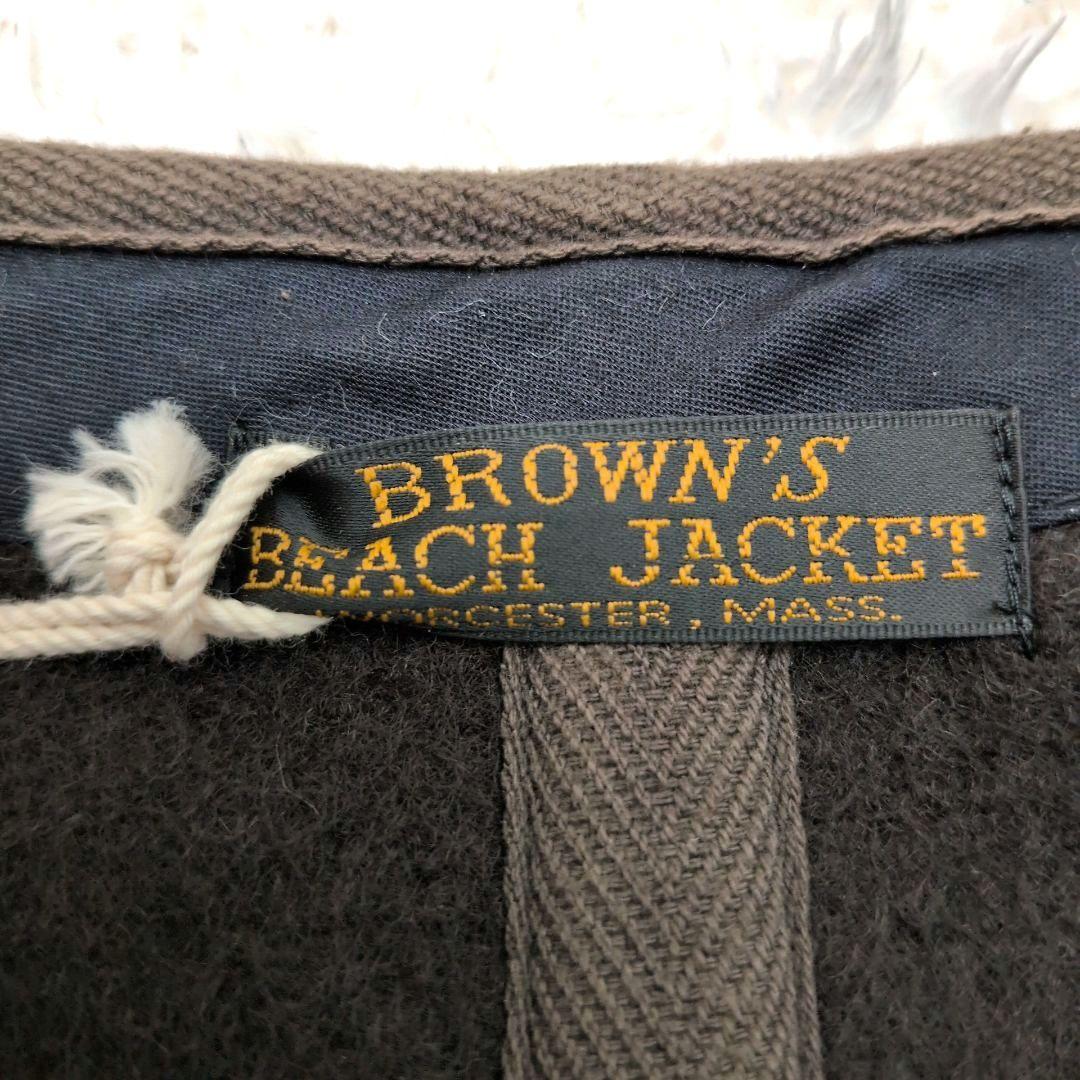 BROWN'S
BEACH JACKET
WORCESTER, MASS.